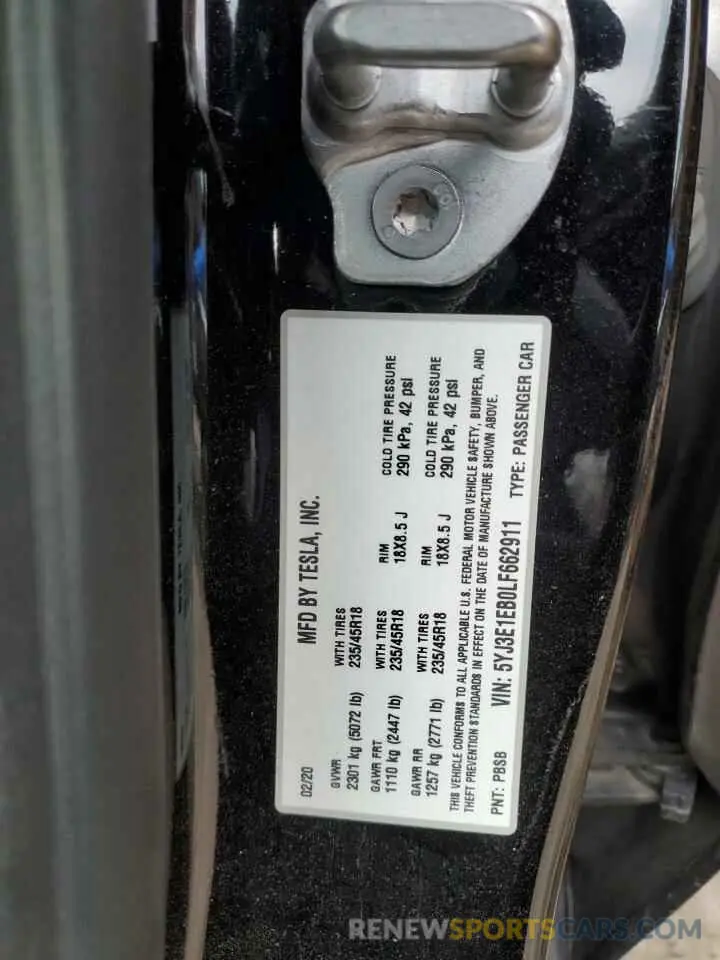 MFD BY TESLA, INC.
02/20
GVWR WITH TIRES
2301 kg (5072 lb) 235/45R18
GAWR FRT WITH TIRES RIM COLD TIRE PRESSURE
1110 kg (2447 lb) 235/45R18 18X8.5 J 290 kPa, 42 psi
GAWR RR WITH TIRES RIM COLD TIRE PRESSURE
1257 kg (2771 lb) 235/45R18 18X8.5 J 290 kPa, 42 psi
THIS VEHICLE CONFORMS TO ALL APPLICABLE U.S. FEDERAL MOTOR VEHICLE SAFETY, BUMPER, AND
THEFT PREVENTION STANDARDS IN EFFECT ON THE DATE OF MANUFACTURE SHOWN ABOVE.
PNT: PBSB VIN: 5YJ3E1EB0LF662911 TYPE: PASSENGER CAR
RENEWSPORTSCARS.COM